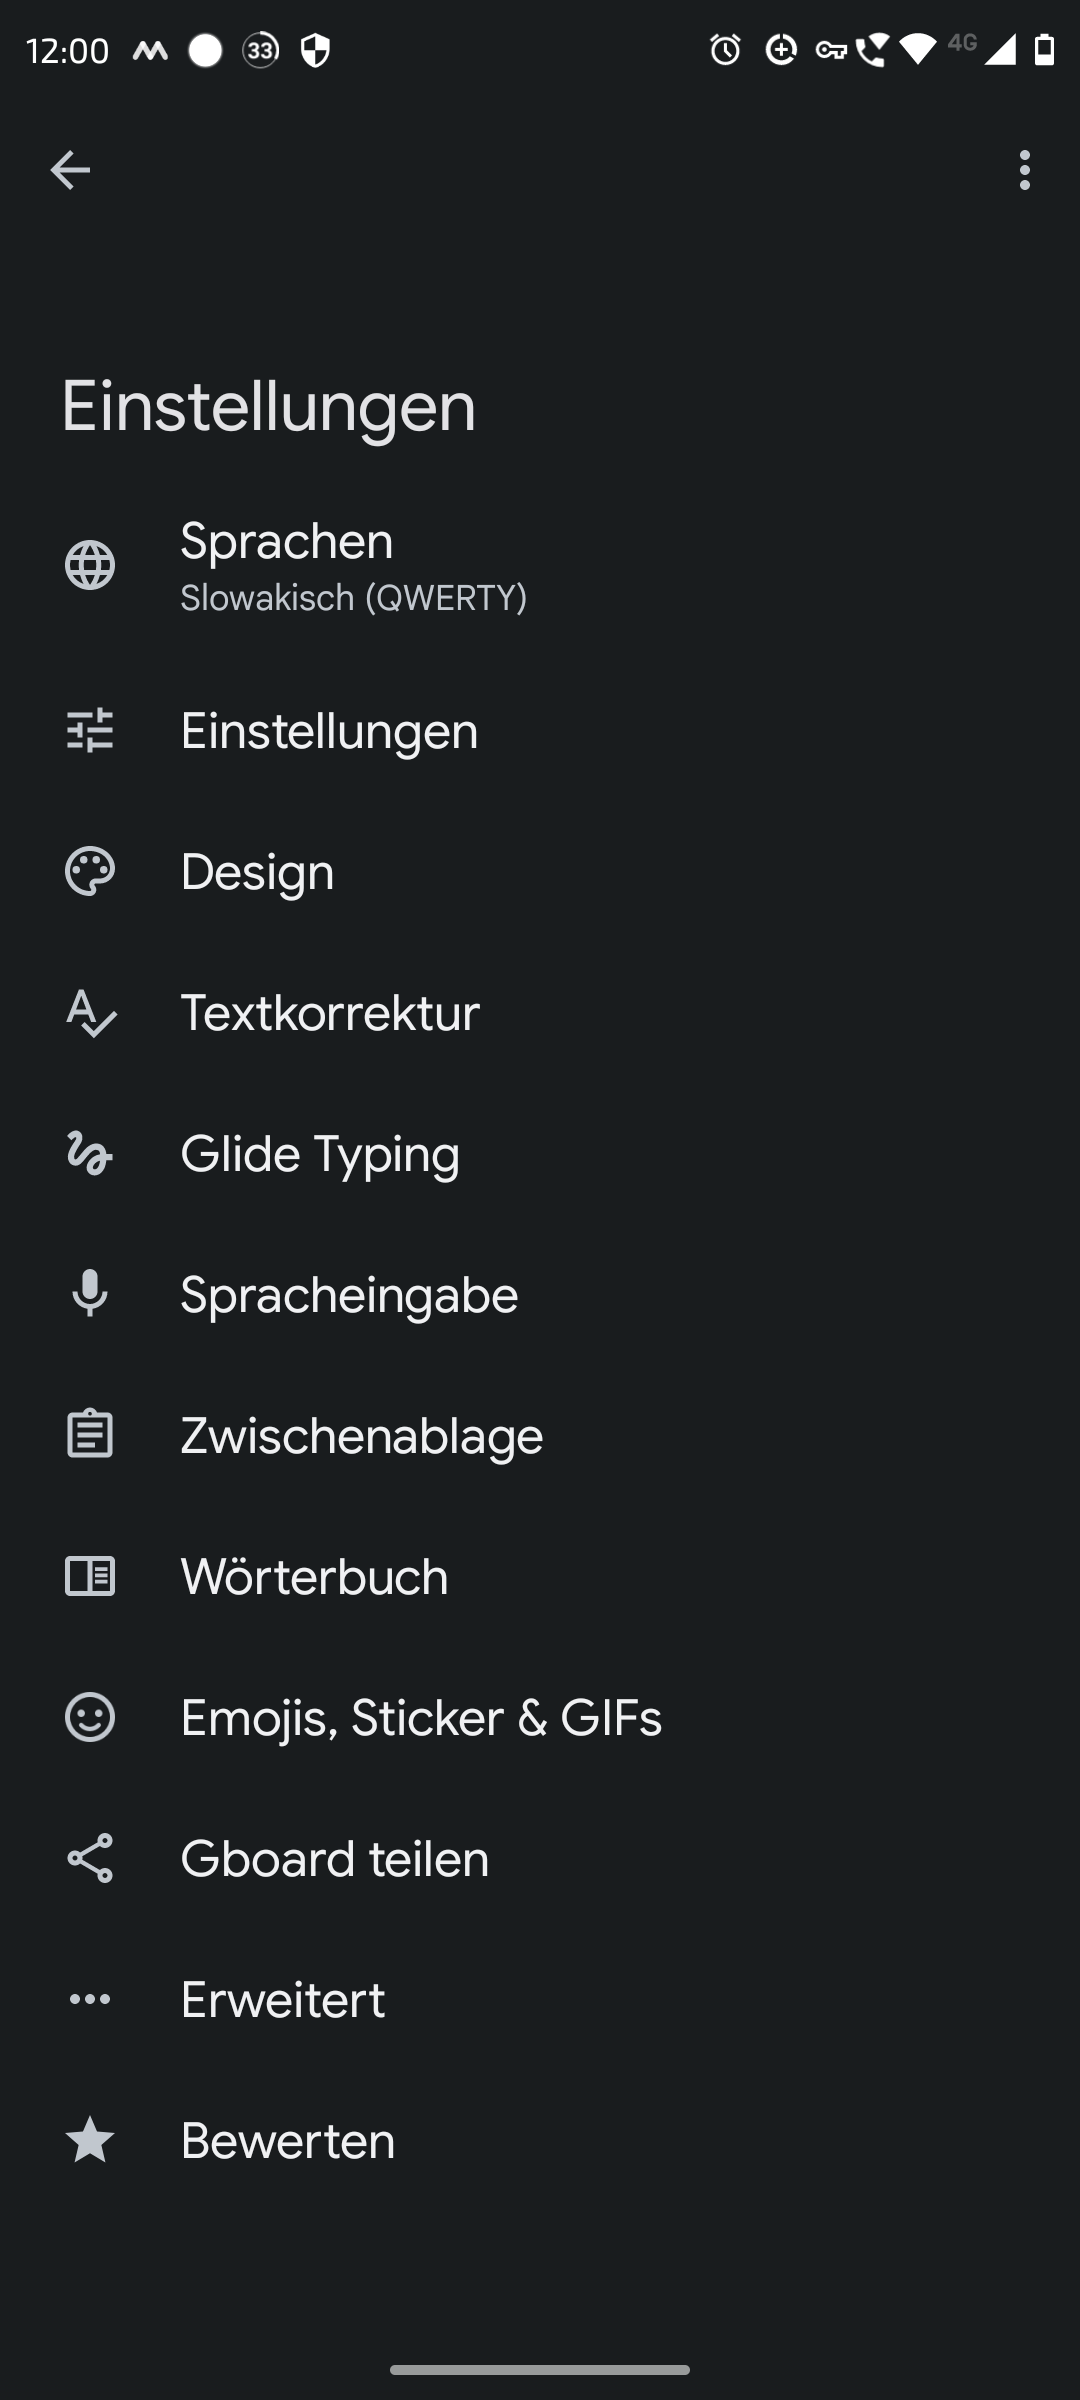 12:00 33 4G
Einstellungen
Sprachen
Slowakisch (QWERTY)
Einstellungen
Design
Textkorrektur
Glide Typing
Spracheingabe
Zwischenablage
Wörterbuch
Emojis, Sticker & GIFs
Gboard teilen
Erweitert
Bewerten